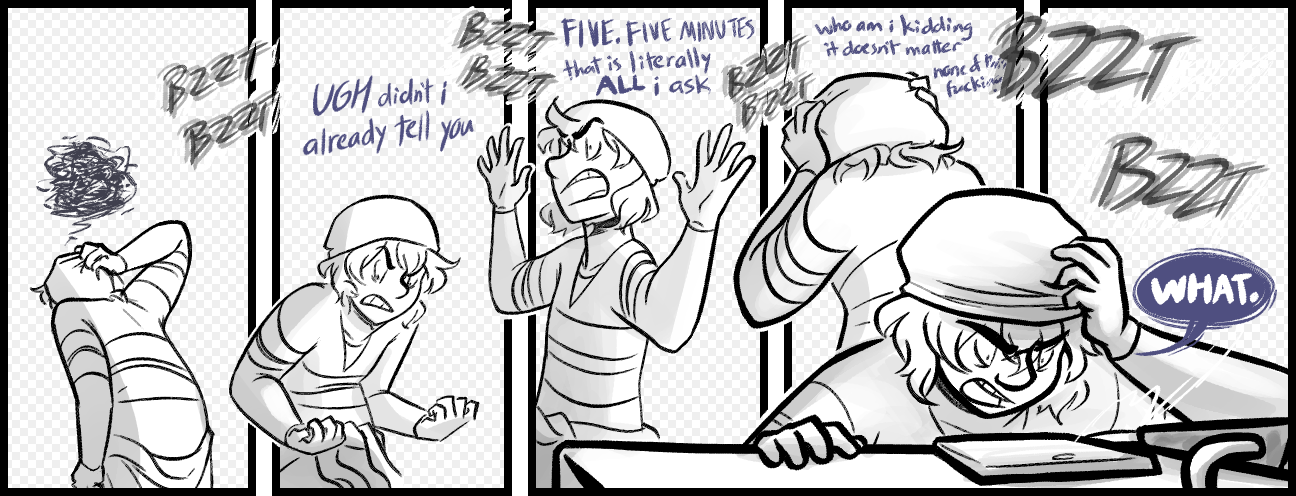 BZZT
BZZT
UGH didn't i
already tell you
BZZT
BZZT
FIVE. FIVE MINUTES
that is literally
ALL i ask
BZZT
BZZT
who am i kidding
it doesn't matter
none of
BZZT
BZZT
WHAT.